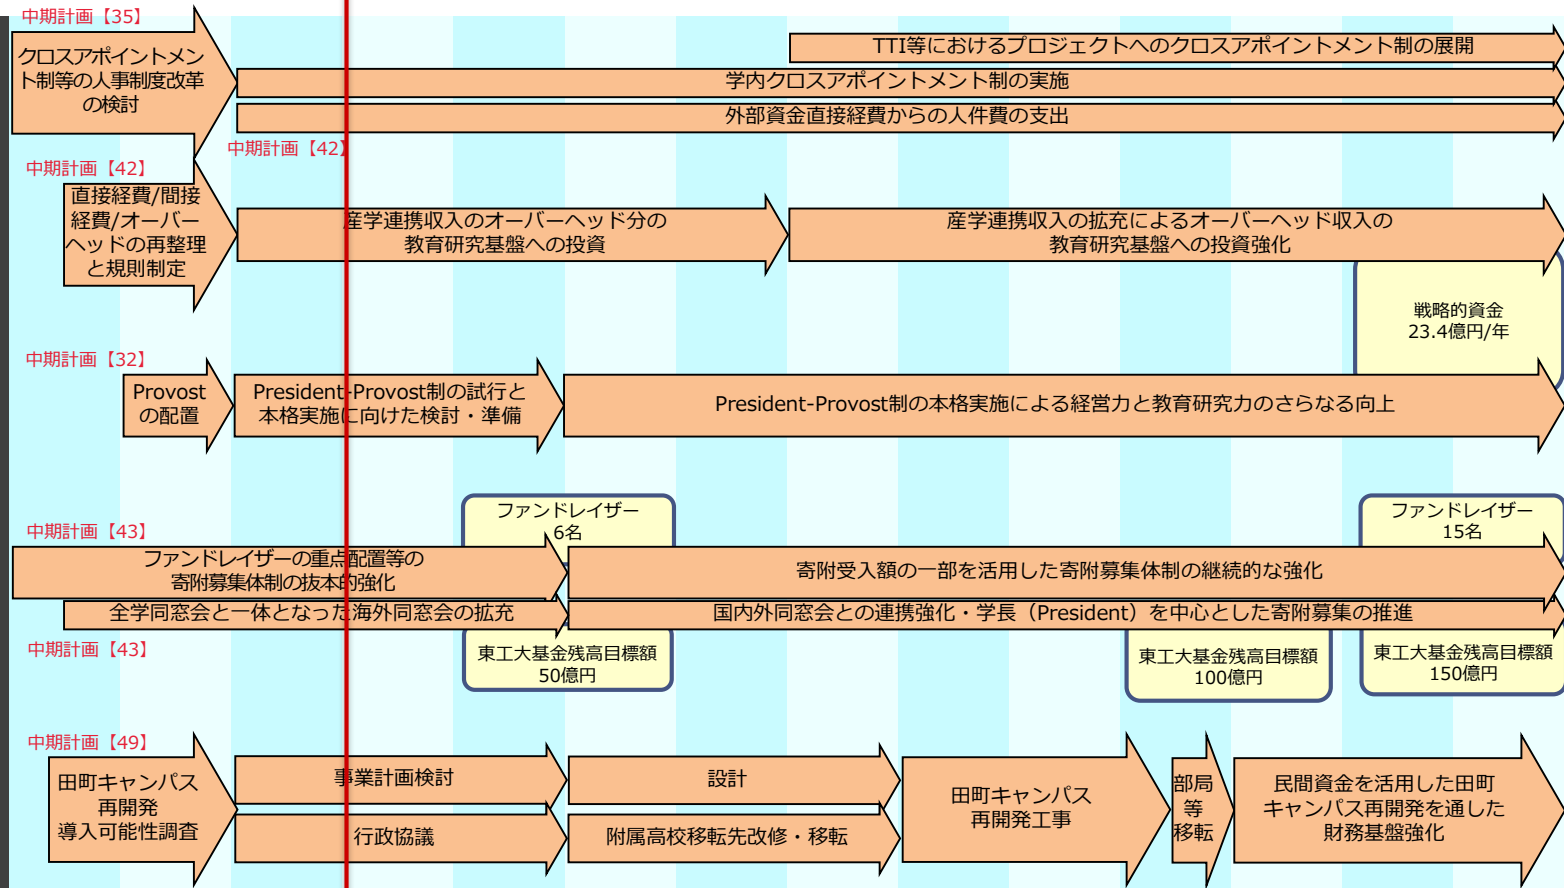 中期計画【35】
クロスアポイントメン
ト制等の人事制度改革
の検討
TTI等におけるプロジェクトへのクロスアポイントメント制の展開
学内クロスアポイントメント制の実施
外部資金直接経費からの人件費の支出
中期計画【42】
中期計画【42】
直接経費/間接
経費/オーバー
ヘッドの再整理
と規則制定
産学連携収入のオーバーヘッド分の
教育研究基盤への投資
産学連携収入の拡充によるオーバーヘッド収入の
教育研究基盤への投資強化
戦略的資金
23.4億円/年
中期計画【32】
Provost
の配置
President-Provost制の試行と
本格実施に向けた検討・準備
President-Provost制の本格実施による経営力と教育研究力のさらなる向上
ファンドレイザー
6名
ファンドレイザー
15名
中期計画【43】
ファンドレイザーの重点配置等の
寄附募集体制の抜本的強化
寄附受入額の一部を活用した寄附募集体制の継続的な強化
全学同窓会と一体となった海外同窓会の拡充
国内外同窓会との連携強化・学長（President）を中心とした寄附募集の推進
中期計画【43】
東工大基金残高目標額
50億円
東工大基金残高目標額
100億円
東工大基金残高目標額
150億円
中期計画【49】
田町キャンパス
再開発
導入可能性調査
事業計画検討
行政協議
設計
附属高校移転先改修・移転
田町キャンパス
再開発工事
部局
等
移転
民間資金を活用した田町
キャンパス再開発を通した
財務基盤強化